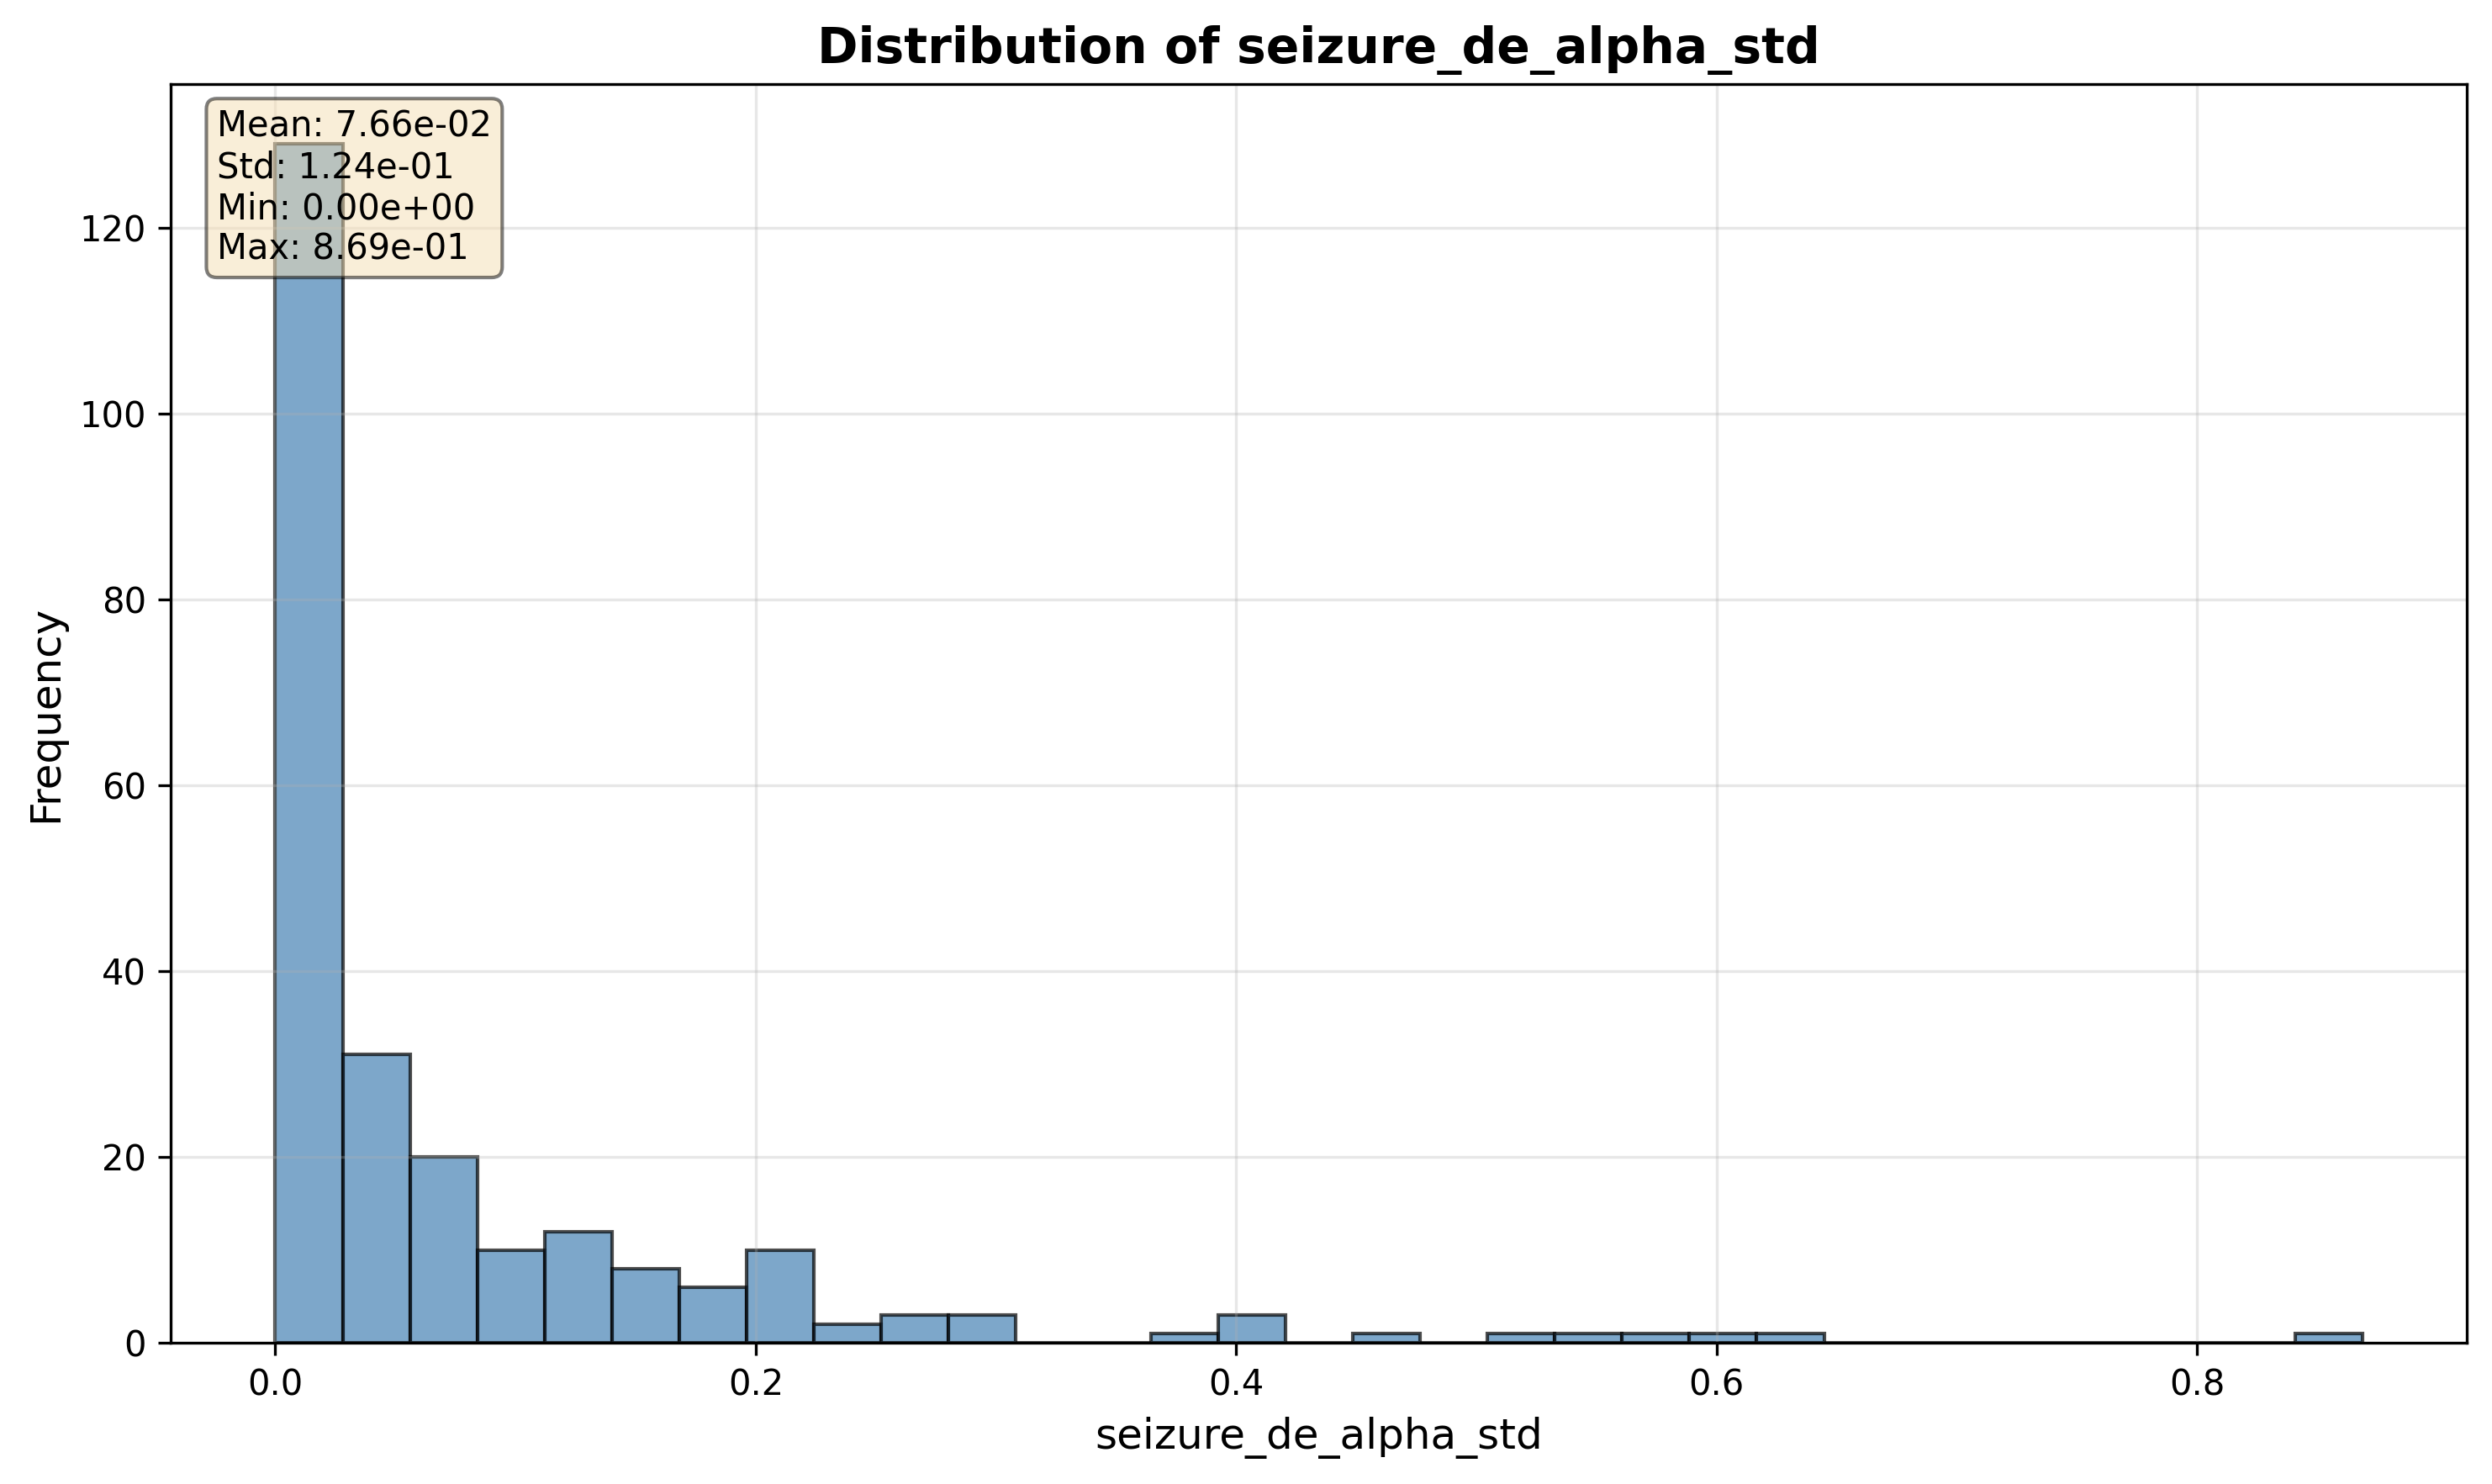 Distribution of seizure_de_alpha_std
Mean: 7.66e-02
Std: 1.24e-01
Min: 0.00e+00
Max: 8.69e-01
120
100
80
60
40
20
0
Frequency
0.0 0.2 0.4 0.6 0.8
seizure_de_alpha_std